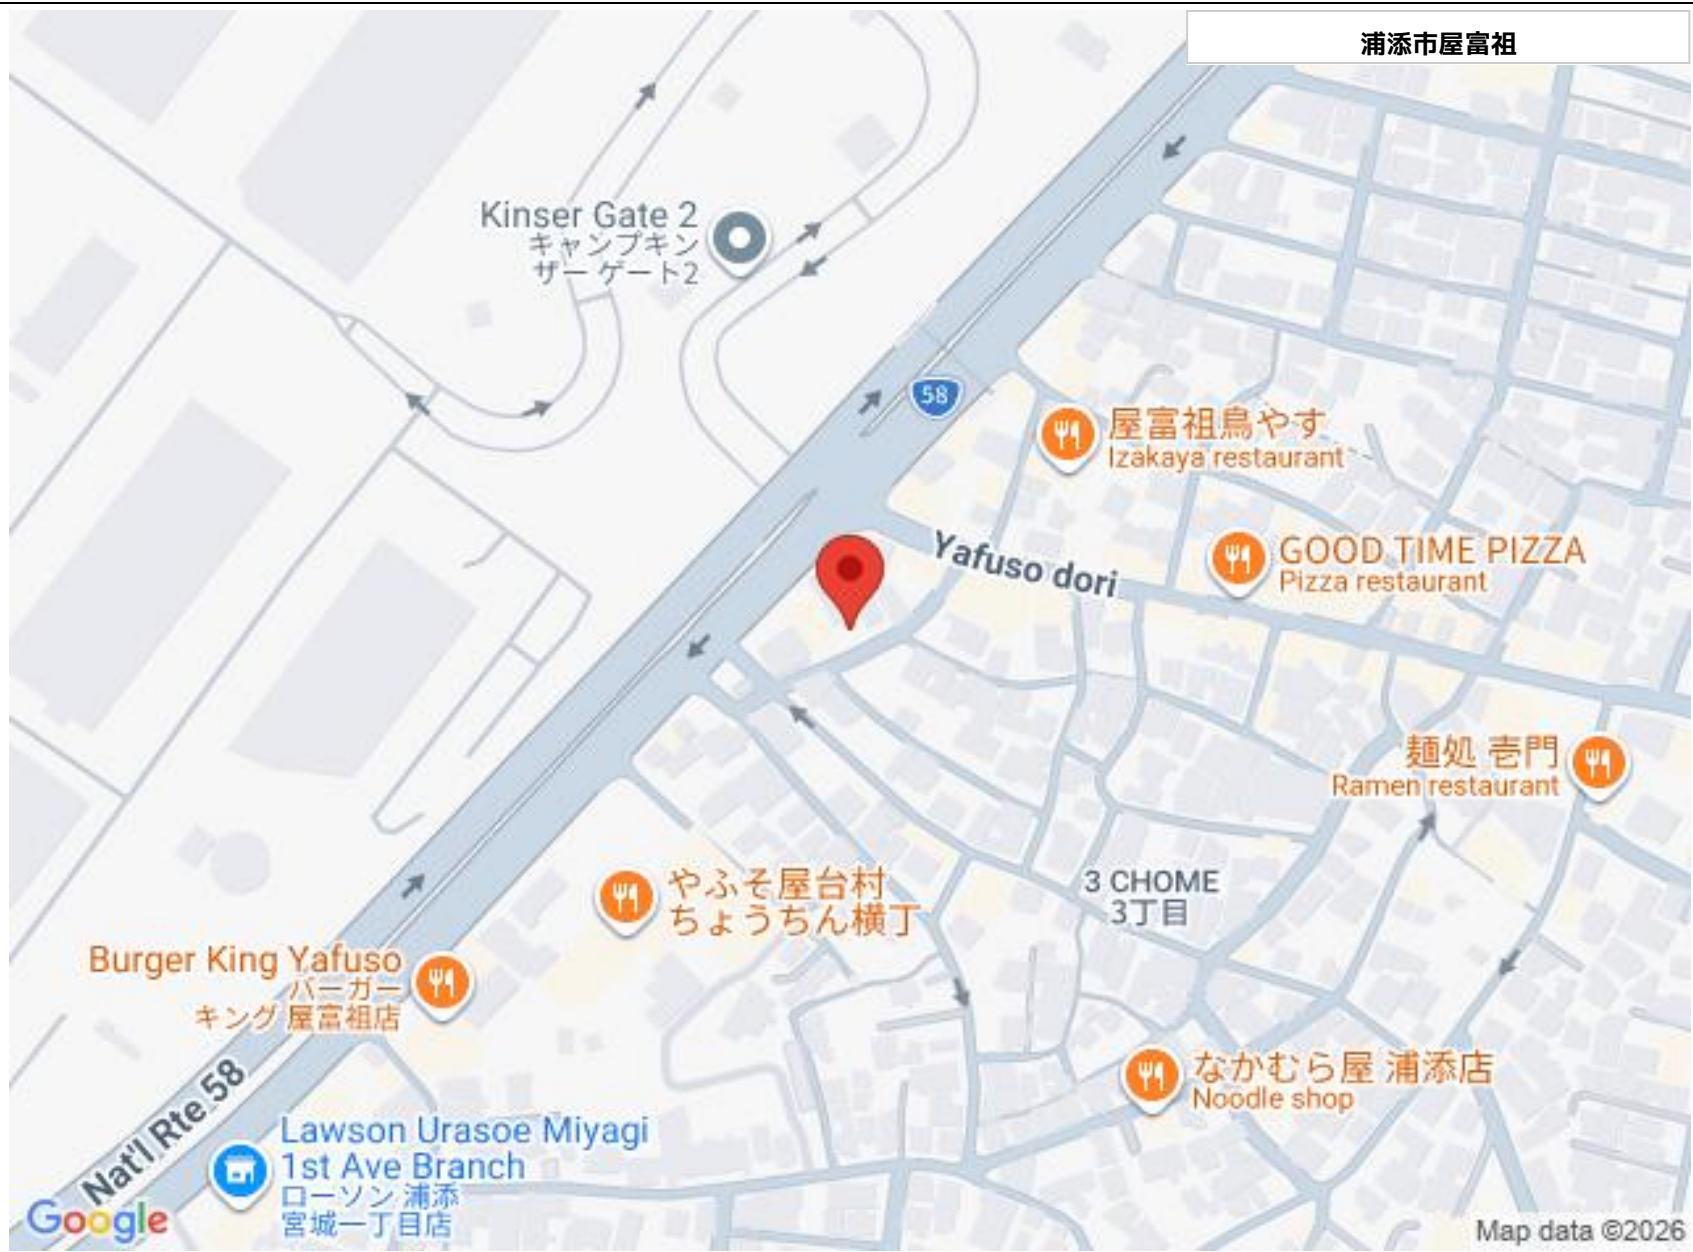 浦添市屋富祖
Kinser Gate 2
キャンプキン
ザー ゲート2
58
屋富祖鳥やす
Izakaya restaurant
Yafuso dori
GOOD TIME PIZZA
Pizza restaurant
麺処 壱門
Ramen restaurant
やふそ屋台村
ちょうちん横丁
3 CHOME
3丁目
Burger King Yafuso
バーガー
キング 屋富祖店
なかむら屋 浦添店
Noodle shop
Nat'l Rte 58
Lawson Urasoe Miyagi
1st Ave Branch
ローソン 浦添
宮城一丁目店
Google
Map data ©2026